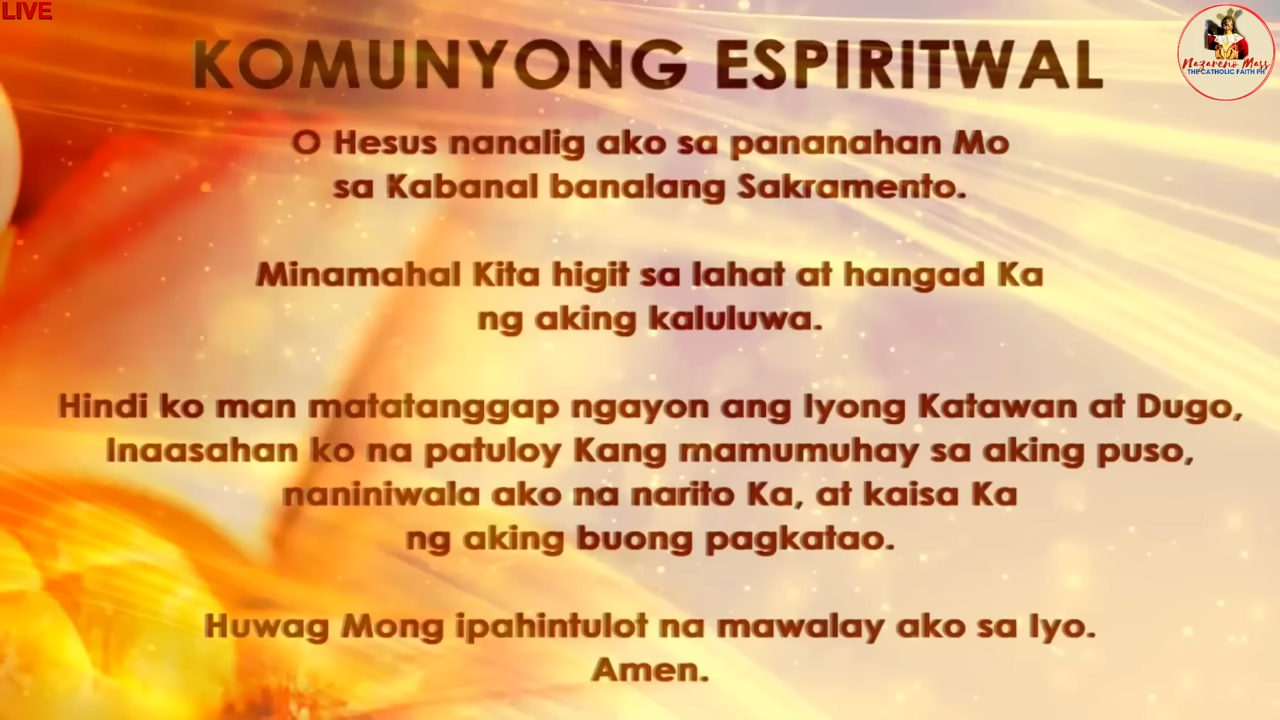 LIVE
KOMUNYONG ESPIRITWAL
Nazareno Mass
THE CATHOLIC FAITH PH
O Hesus nanalig ako sa pananahan Mo
sa Kabanal banalang Sakramento.
Minamahal Kita higit sa lahat at hangad Ka
ng aking kaluluwa.
Hindi ko man matatanggap ngayon ang Iyong Katawan at Dugo,
Inaasahan ko na patuloy Kang mamumuhay sa aking puso,
naniniwala ako na narito Ka, at kaisa Ka
ng aking buong pagkatao.
Huwag Mong ipahintulot na mawalay ako sa Iyo.
Amen.